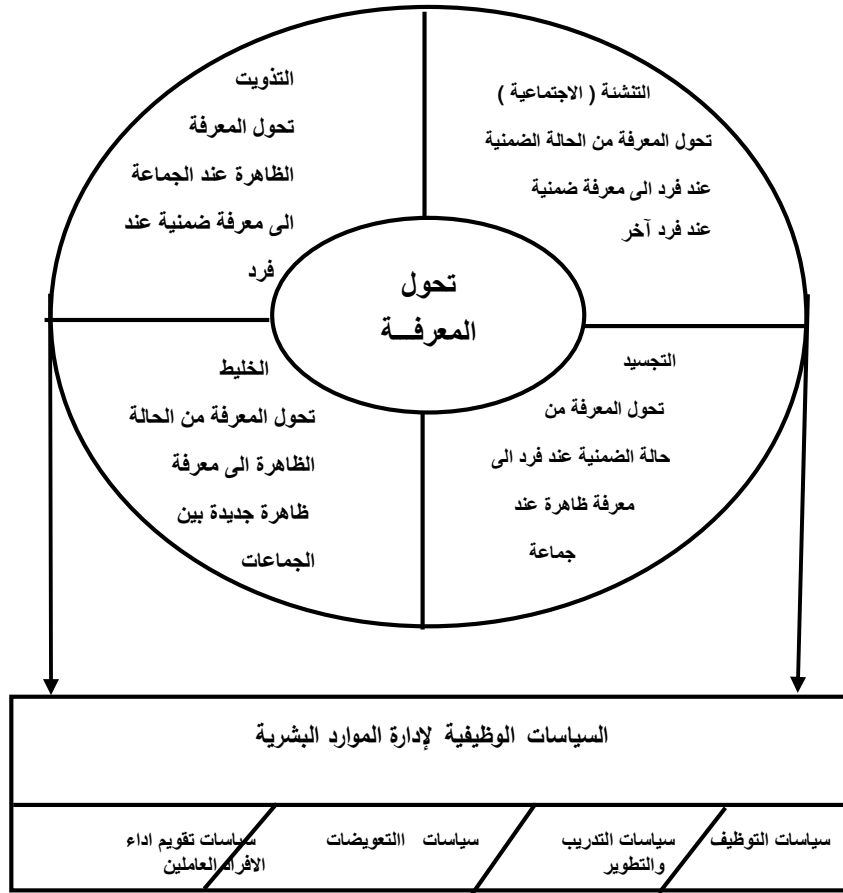 التنشئة ( الاجتماعية )
تحول المعرفة من الحالة الضمنية
عند فرد الى معرفة ضمنية
عند فرد آخر
التذويت
تحول المعرفة
الظاهرة عند الجماعة
الى معرفة ضمنية عند
فرد
تحول
المعرفـــة
التجسيد
تحول المعرفة من
حالة الضمنية عند فرد الى
معرفة ظاهرة عند
جماعة
الخليط
تحول المعرفة من الحالة
الظاهرة الى معرفة
ظاهرة جديدة بين
الجماعات
السياسات الوظيفية لإدارة الموارد البشرية
سياسات التوظيف
سياسات التدريب
والتطوير
سياسات االتعويضات
سياسات تقويم اداء
الافراد العاملين